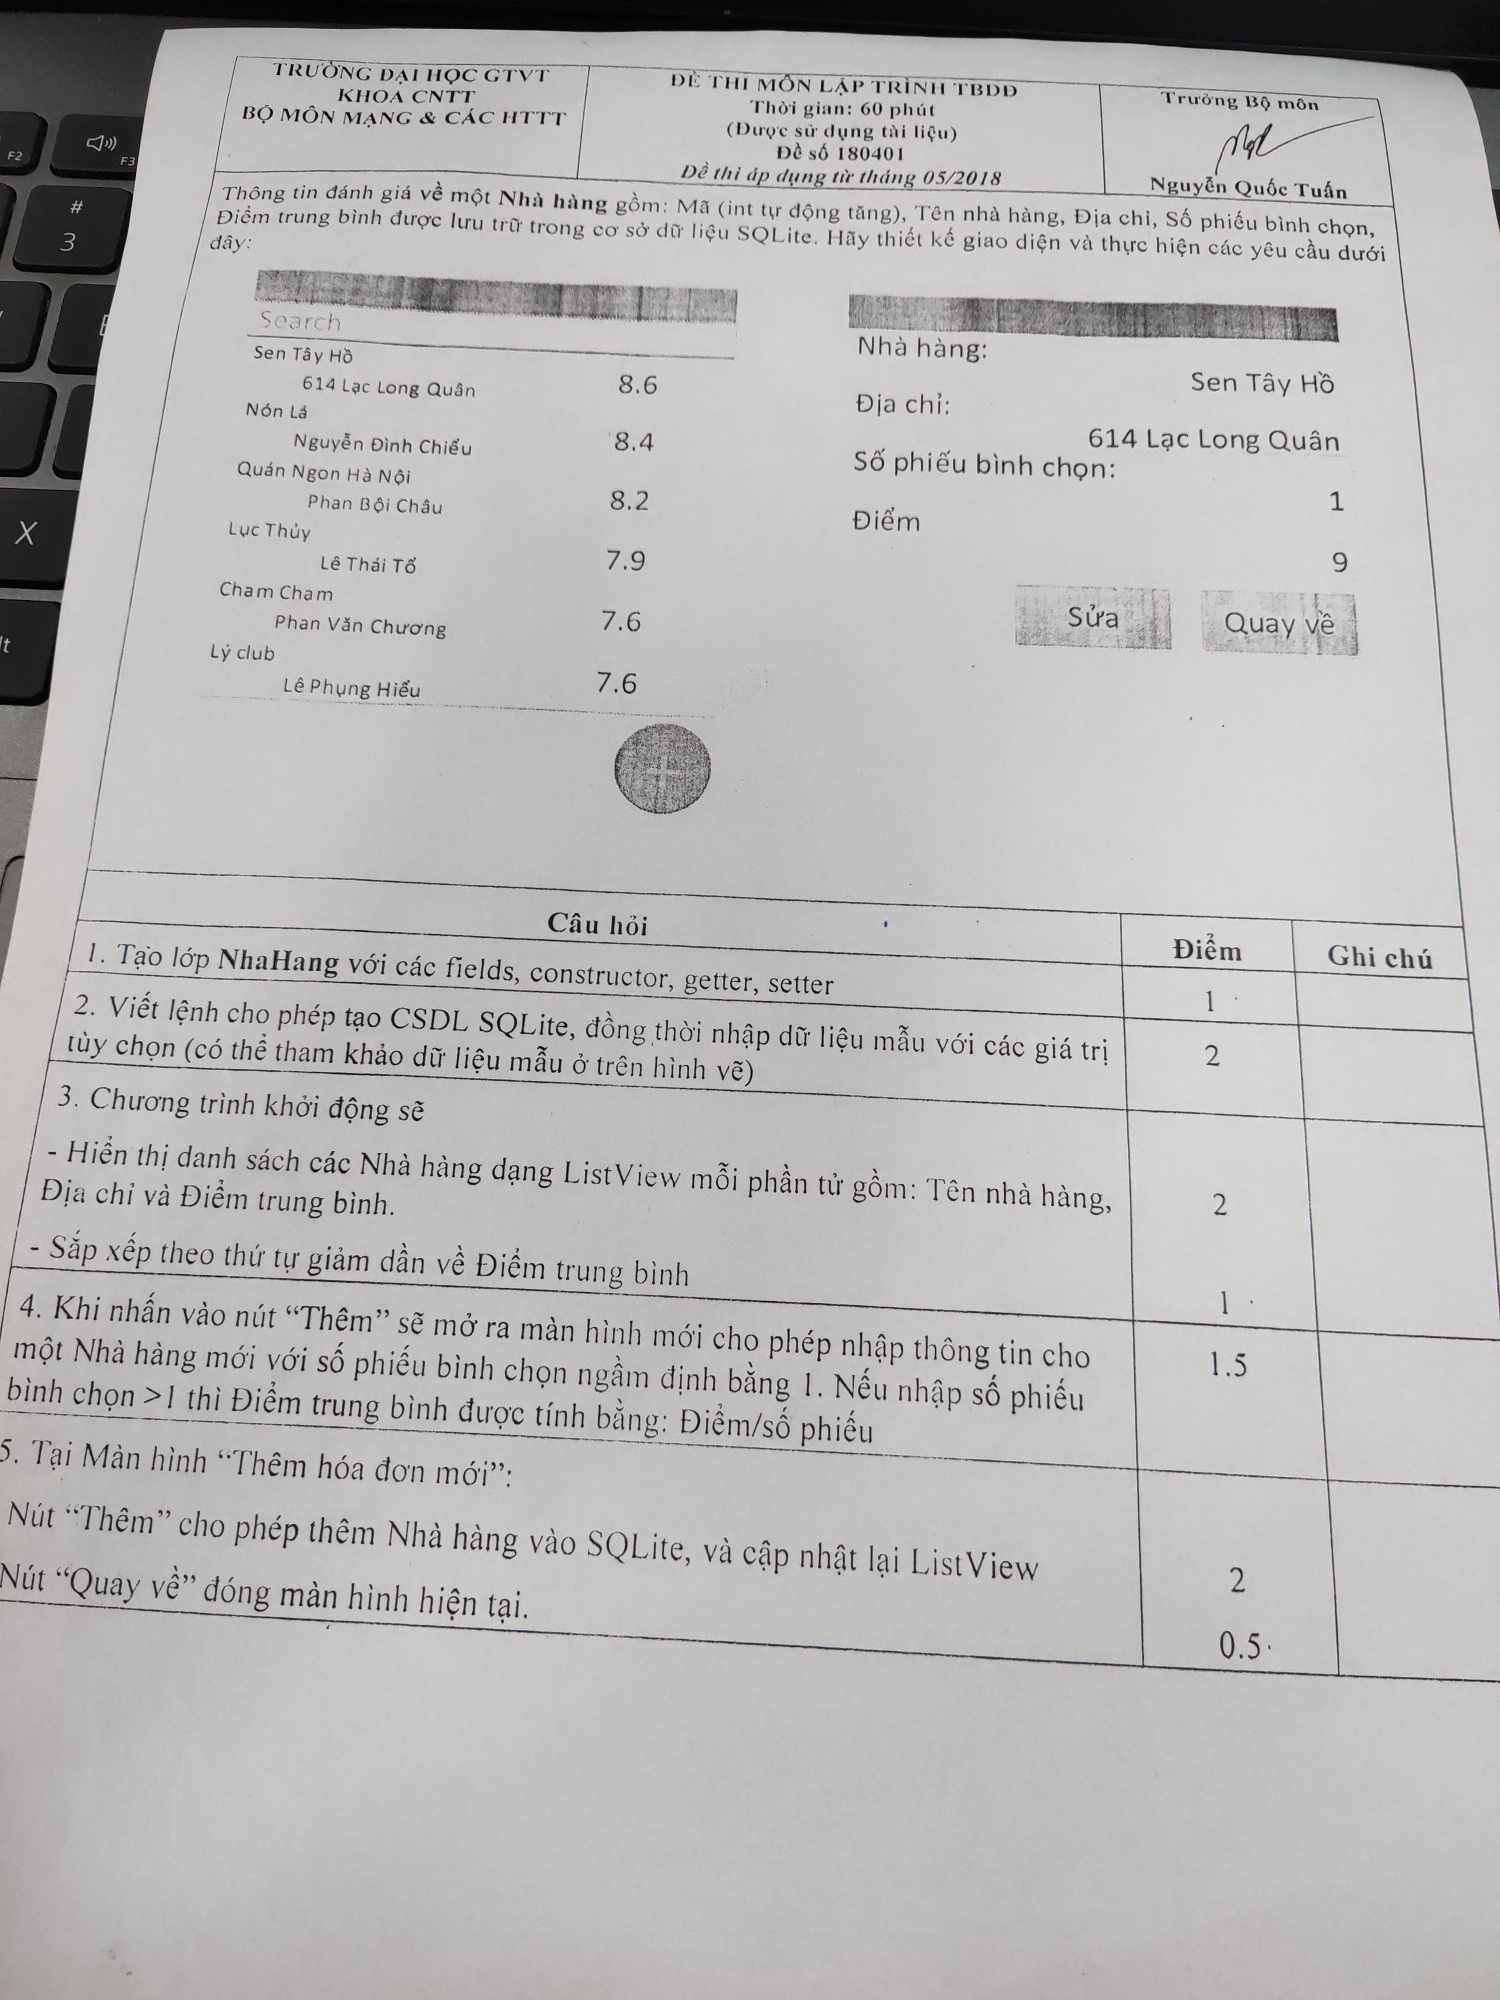 TRƯỜNG ĐẠI HỌC GTVT
KHOA CNTT
BỘ MÔN MẠNG & CÁC HTTT
ĐỀ THI MÔN LẬP TRÌNH TBDĐ
Thời gian: 60 phút
(Được sử dụng tài liệu)
Đề số 180401
Đề thi áp dụng từ tháng 05/2018
Trưởng Bộ môn
Nguyễn Quốc Tuấn
Thông tin đánh giá về một Nhà hàng gồm: Mã (int tự động tăng), Tên nhà hàng, Địa chỉ, Số phiếu bình chọn,
Điểm trung bình được lưu trữ trong cơ sở dữ liệu SQLite. Hãy thiết kế giao diện và thực hiện các yêu cầu dưới
đây:
Search
Sen Tây Hồ
614 Lạc Long Quân 8.6
Nón Lá
Nguyễn Đình Chiểu 8.4
Quán Ngon Hà Nội
Phan Bội Châu 8.2
Lục Thủy
Lê Thái Tổ 7.9
Cham Cham
Phan Văn Chương 7.6
Lý club
Lê Phụng Hiểu 7.6
+
Nhà hàng:
Sen Tây Hồ
Địa chỉ:
614 Lạc Long Quân
Số phiếu bình chọn:
1
Điểm
9
Sửa Quay về
Câu hỏi Điểm Ghi chú
1. Tạo lớp NhaHang với các fields, constructor, getter, setter 1
2. Viết lệnh cho phép tạo CSDL SQLite, đồng thời nhập dữ liệu mẫu với các giá trị
tùy chọn (có thể tham khảo dữ liệu mẫu ở trên hình vẽ) 2
3. Chương trình khởi động sẽ
- Hiển thị danh sách các Nhà hàng dạng ListView mỗi phần tử gồm: Tên nhà hàng,
Địa chỉ và Điểm trung bình. 2
- Sắp xếp theo thứ tự giảm dần về Điểm trung bình 1
4. Khi nhấn vào nút “Thêm” sẽ mở ra màn hình mới cho phép nhập thông tin cho
một Nhà hàng mới với số phiếu bình chọn ngầm định bằng 1. Nếu nhập số phiếu 1.5
bình chọn >1 thì Điểm trung bình được tính bằng: Điểm/số phiếu
5. Tại Màn hình “Thêm hóa đơn mới”:
Nút “Thêm” cho phép thêm Nhà hàng vào SQLite, và cập nhật lại ListView 2
Nút “Quay về” đóng màn hình hiện tại. 0.5
# 3
F2
F3
X